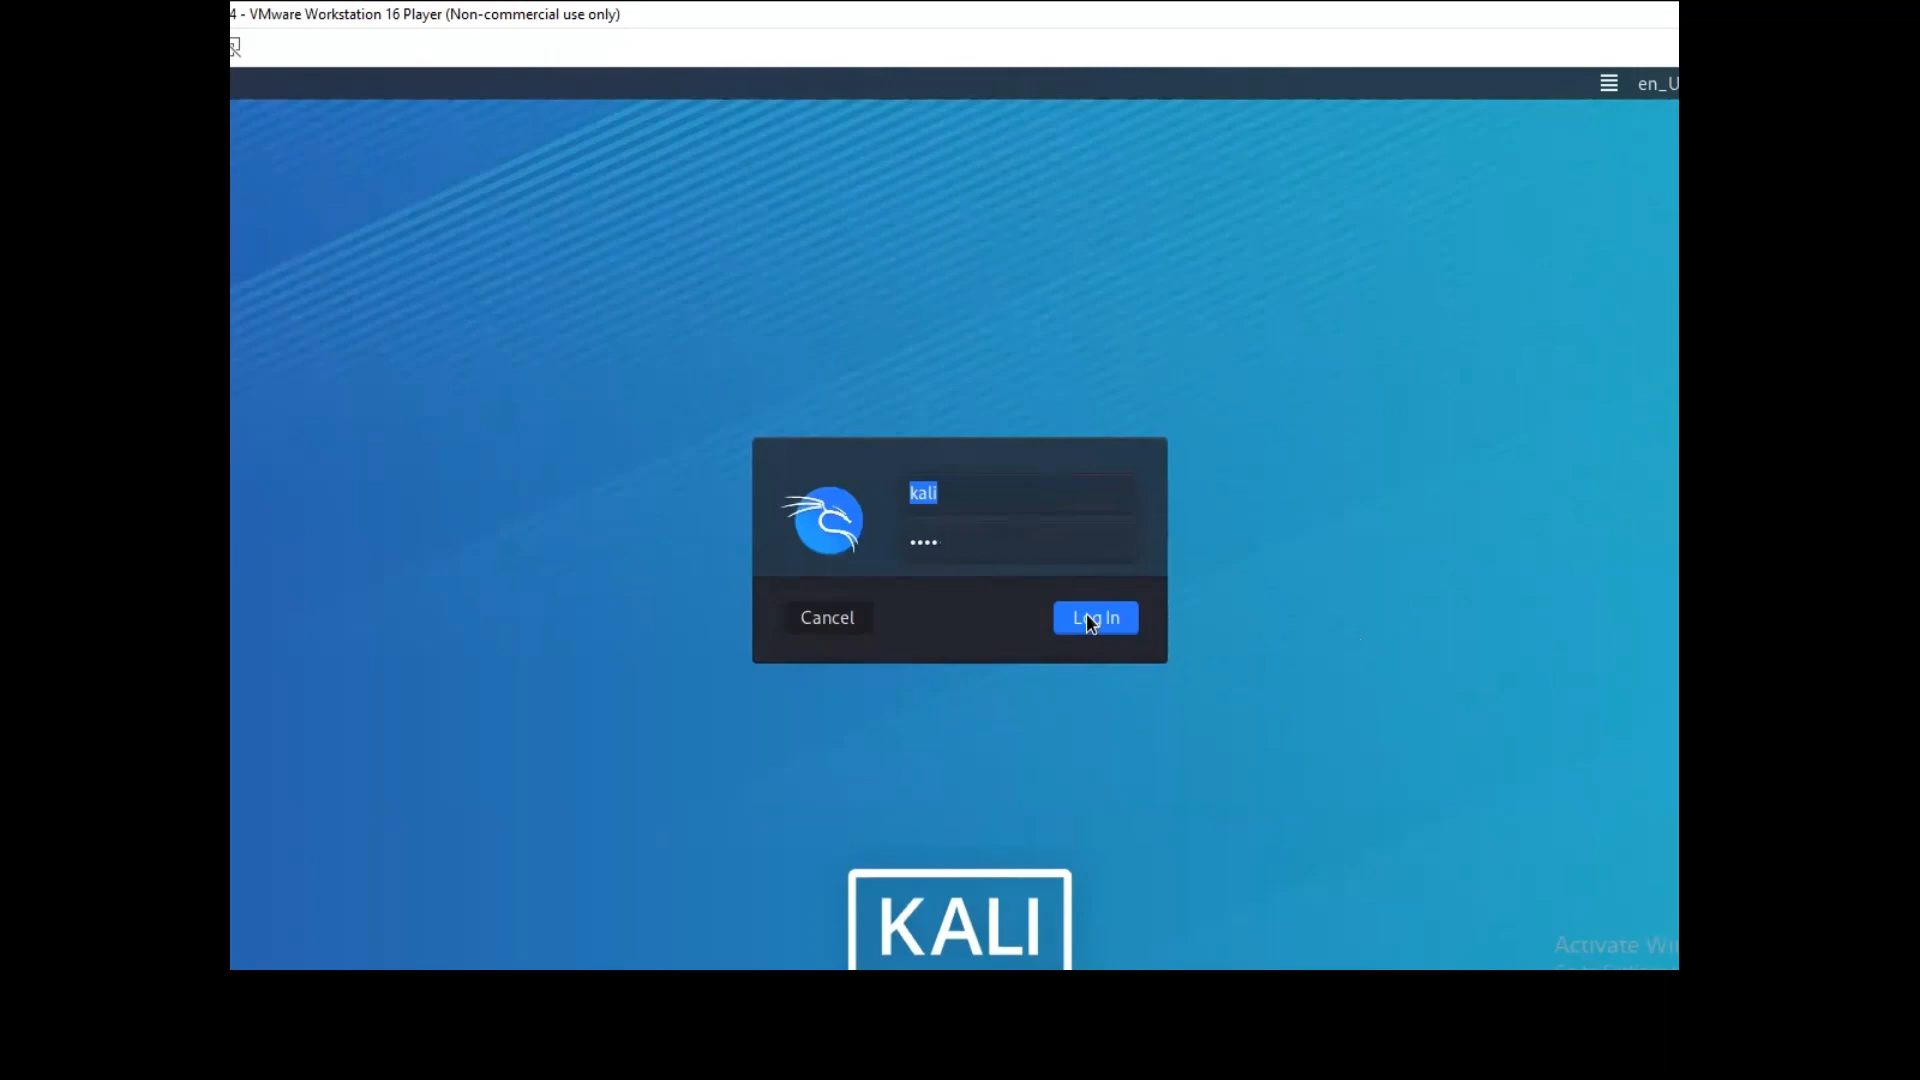 4 - VMware Workstation 16 Player (Non-commercial use only)
en_U
kali
••••
Cancel
Log In
KALI
Activate Wi